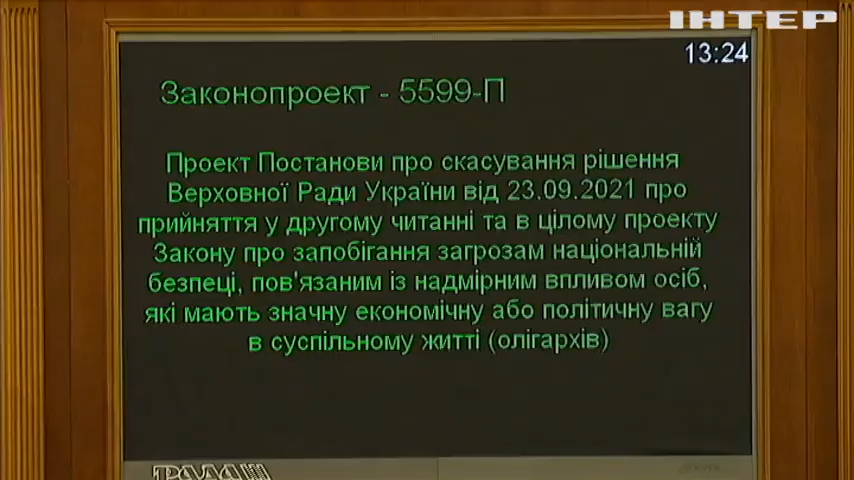 ІНТЕР
13:24
Законопроект - 5599-П
Проект Постанови про скасування рішення
Верховної Ради України від 23.09.2021 про
прийняття у другому читанні та в цілому проекту
Закону про запобігання загрозам національній
безпеці, пов'язаним із надмірним впливом осіб,
які мають значну економічну або політичну вагу
в суспільному житті (олігархів)